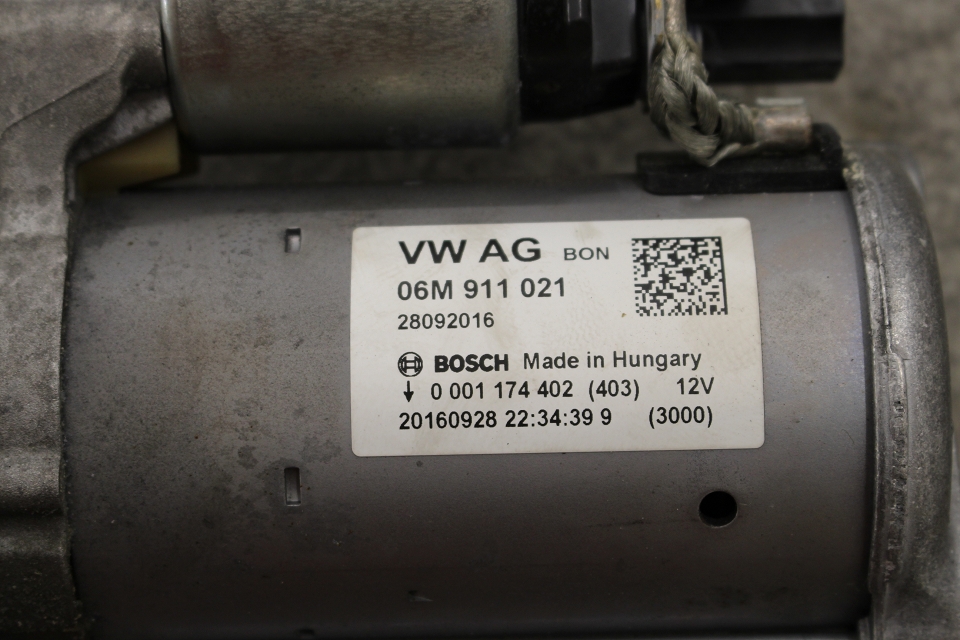 VW AG BON
06M 911 021
28092016
BOSCH Made in Hungary
↓ 0 001 174 402 (403) 12V
20160928 22:34:39 9 (3000)